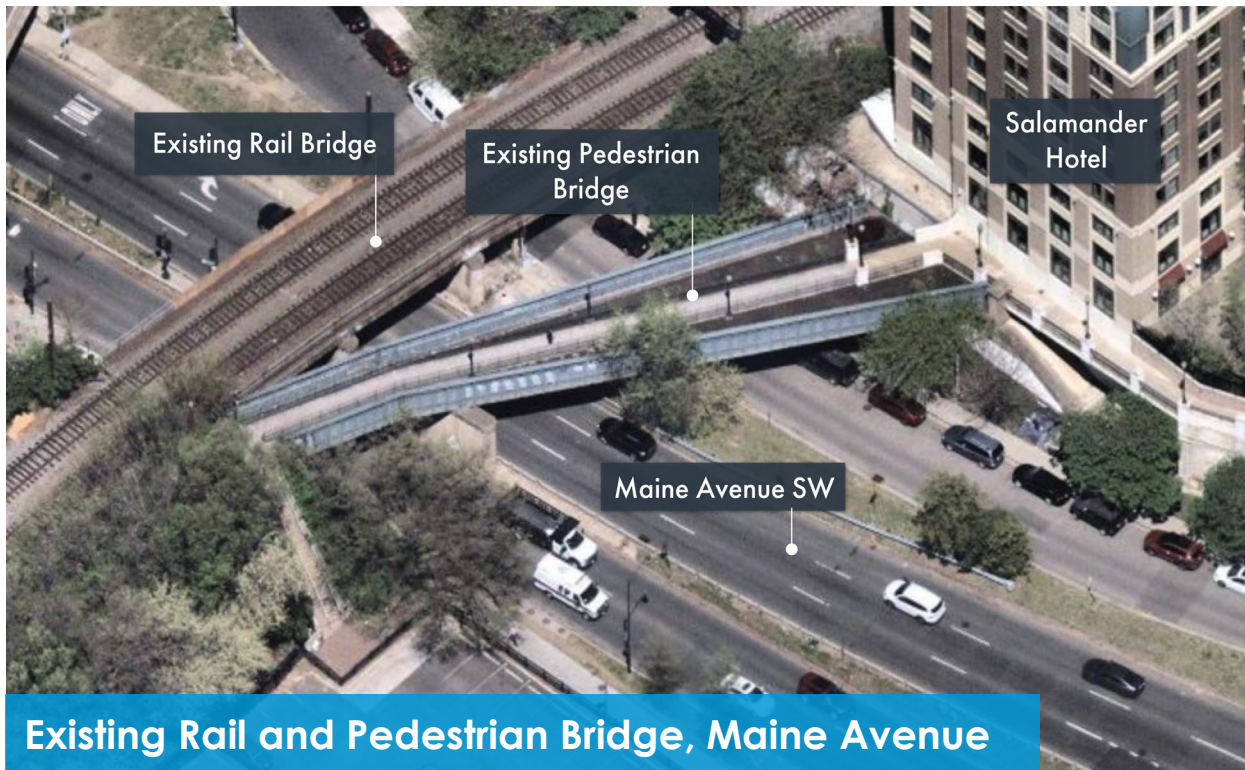 Existing Rail Bridge
Existing Pedestrian
Bridge
Salamander
Hotel
Maine Avenue SW
Existing Rail and Pedestrian Bridge, Maine Avenue